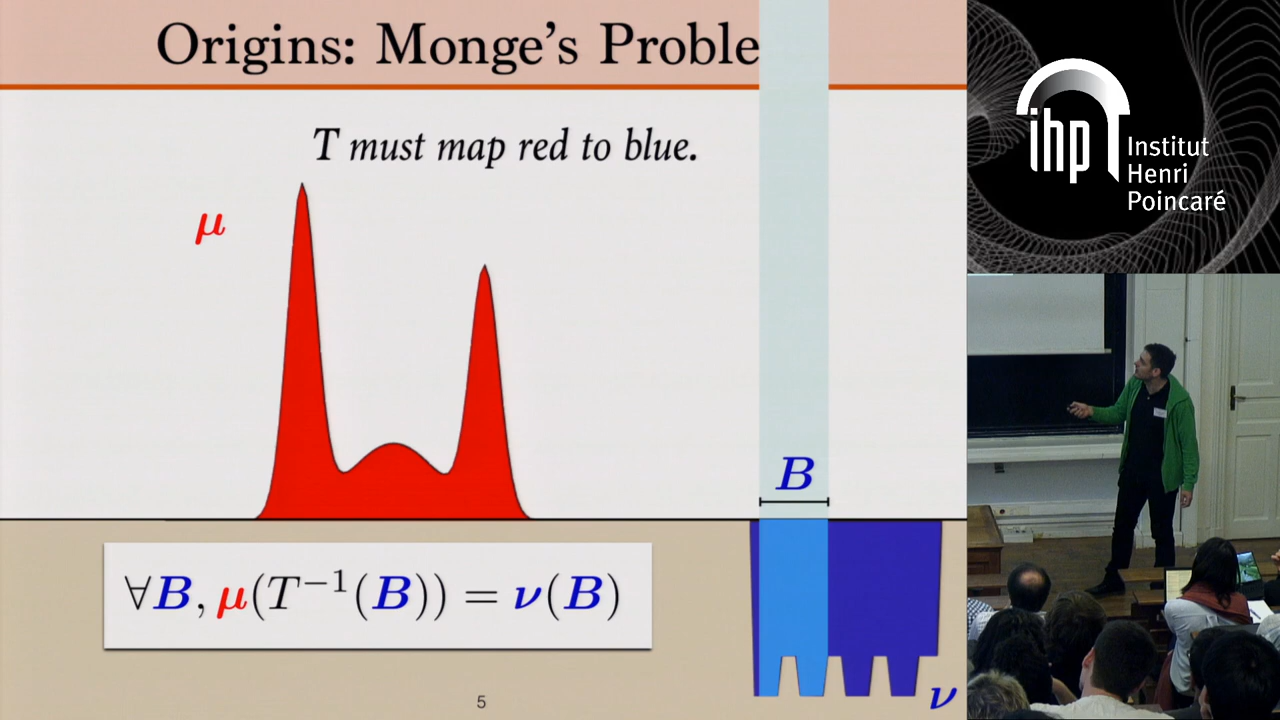 Origins: Monge's Proble
T must map red to blue.
μ
B
∀B, μ(T⁻¹(B)) = ν(B)
ν
5
ihp
Institut
Henri
Poincaré